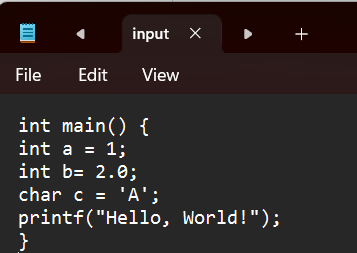 input
File Edit View
int main() {
int a = 1;
int b= 2.0;
char c = 'A';
printf("Hello, World!");
}